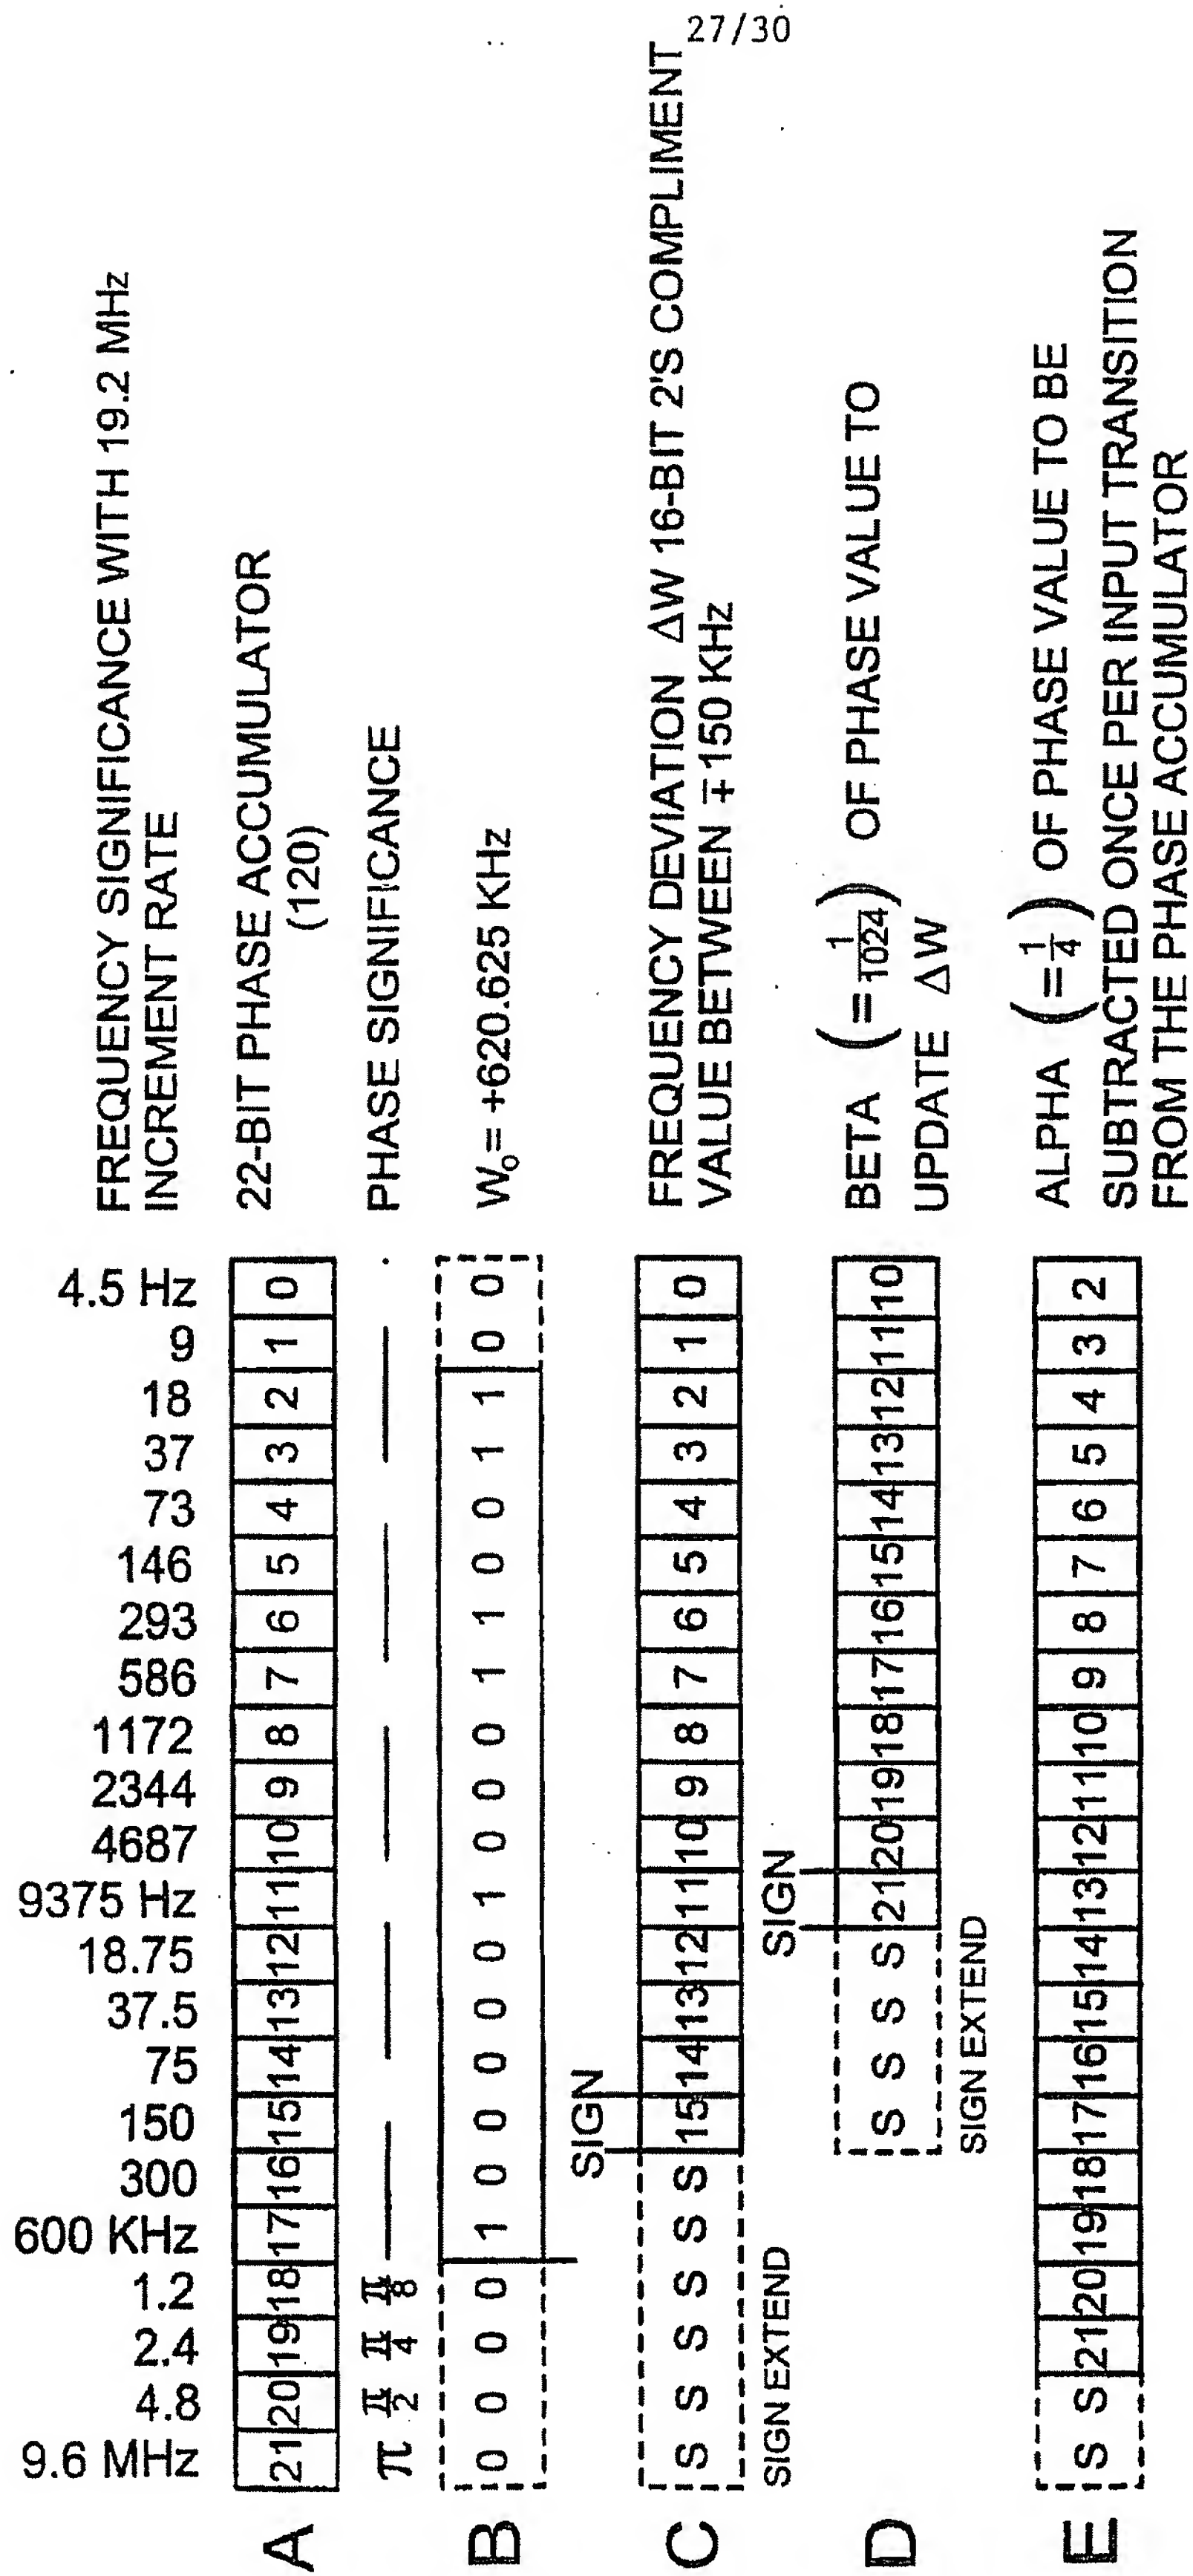 27/30
9.6 MHz 4.8 2.4 1.2 600 KHz 300 150 75 37.5 18.75 9375 Hz 4687 2344 1172 586 293 146 73 37 18 9 4.5 Hz
FREQUENCY SIGNIFICANCE WITH 19.2 MHz
INCREMENT RATE
A 21 20 19 18 17 16 15 14 13 12 11 10 9 8 7 6 5 4 3 2 1 0
22-BIT PHASE ACCUMULATOR
(120)
π π/2 π/4 π/8
PHASE SIGNIFICANCE
B 0 0 0 0 1 0 0 0 0 0 1 0 0 0 1 1 0 0 1 1 0 0
W₀= +620.625 KHz
SIGN
C S S S S S S 15 14 13 12 11 10 9 8 7 6 5 4 3 2 1 0
SIGN EXTEND
FREQUENCY DEVIATION ΔW 16-BIT 2'S COMPLIMENT
VALUE BETWEEN ∓150 KHz
SIGN
D S S S S 21 20 19 18 17 16 15 14 13 12 11 10
SIGN EXTEND
BETA (=1/1024) OF PHASE VALUE TO
UPDATE ΔW
E S S 21 20 19 18 17 16 15 14 13 12 11 10 9 8 7 6 5 4 3 2
ALPHA (=1/4) OF PHASE VALUE TO BE
SUBTRACTED ONCE PER INPUT TRANSITION
FROM THE PHASE ACCUMULATOR